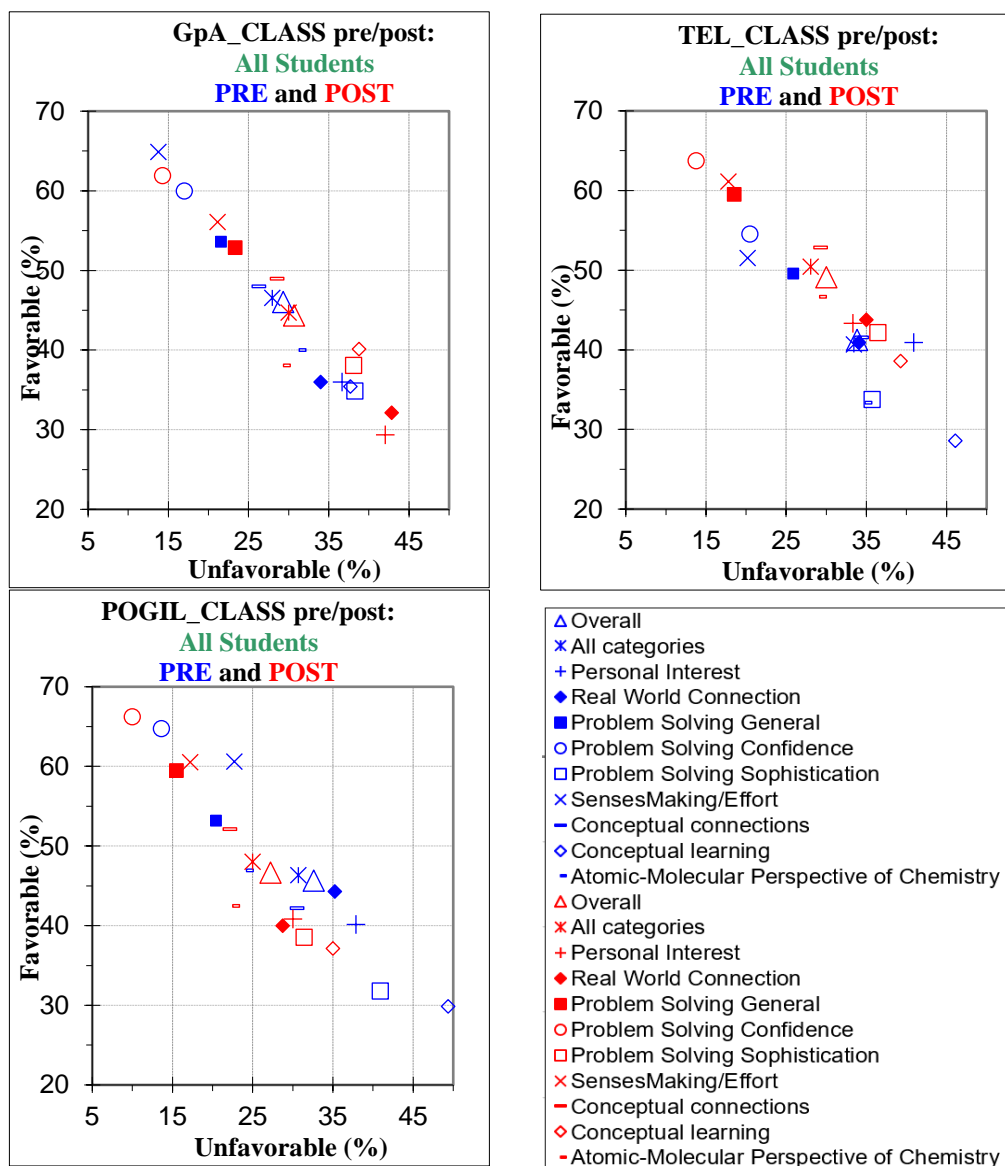 GpA_CLASS pre/post:
All Students
PRE and POST
70
60
50
40
30
20
Favorable (%)
5 15 25 35 45
Unfavorable (%)
TEL_CLASS pre/post:
All Students
PRE and POST
70
60
50
40
30
20
Favorable (%)
5 15 25 35 45
Unfavorable (%)
POGIL_CLASS pre/post:
All Students
PRE and POST
70
60
50
40
30
20
Favorable (%)
5 15 25 35 45
Unfavorable (%)
Overall
All categories
Personal Interest
Real World Connection
Problem Solving General
Problem Solving Confidence
Problem Solving Sophistication
SensesMaking/Effort
Conceptual connections
Conceptual learning
Atomic-Molecular Perspective of Chemistry
Overall
All categories
Personal Interest
Real World Connection
Problem Solving General
Problem Solving Confidence
Problem Solving Sophistication
SensesMaking/Effort
Conceptual connections
Conceptual learning
Atomic-Molecular Perspective of Chemistry